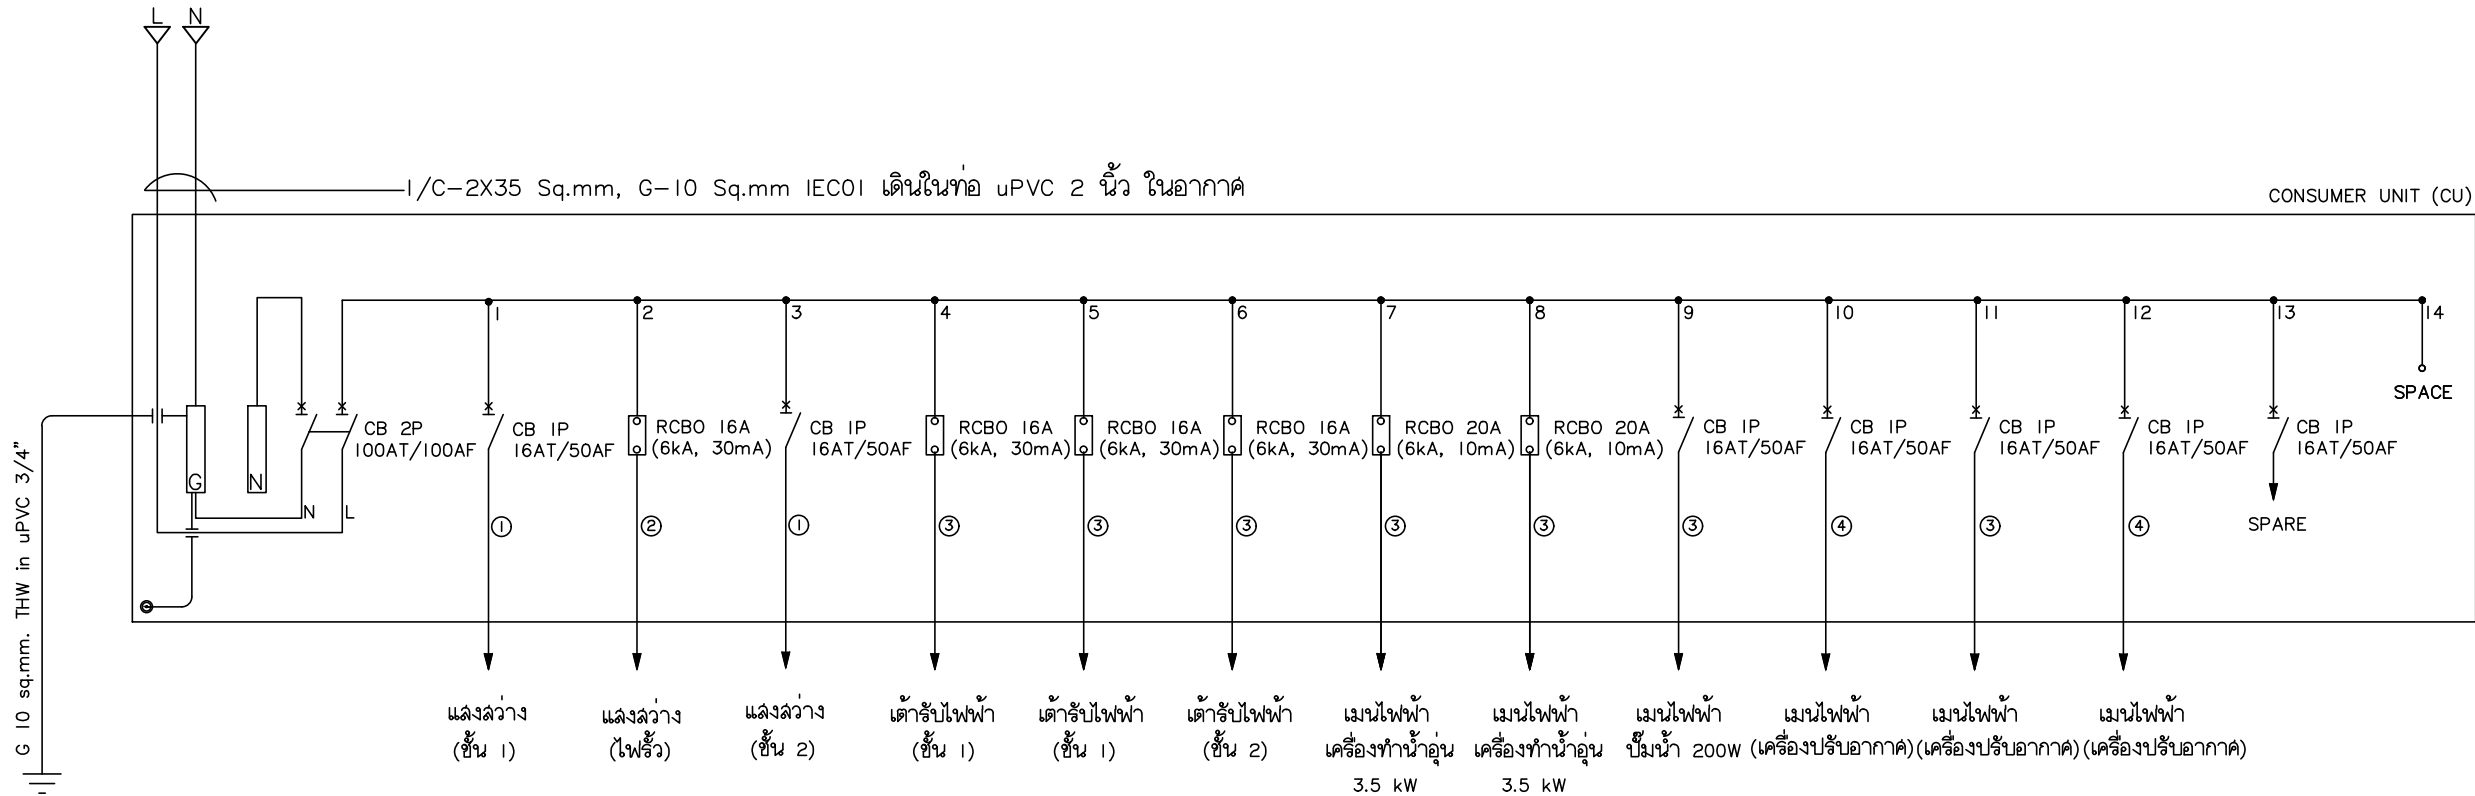 L N
1/C-2X35 Sq.mm, G-10 Sq.mm IEC01 เดินในท่อ uPVC 2 นิ้ว ในอากาศ
CONSUMER UNIT (CU)
1 2 3 4 5 6 7 8 9 10 11 12 13 14
SPACE
G
N
N
L
CB 2P
100AT/100AF
CB 1P
16AT/50AF
RCBO 16A
(6kA, 30mA)
CB 1P
16AT/50AF
RCBO 16A
(6kA, 30mA)
RCBO 16A
(6kA, 30mA)
RCBO 16A
(6kA, 30mA)
RCBO 20A
(6kA, 10mA)
RCBO 20A
(6kA, 10mA)
CB 1P
16AT/50AF
CB 1P
16AT/50AF
CB 1P
16AT/50AF
CB 1P
16AT/50AF
CB 1P
16AT/50AF
1 2 1 3 3 3 3 3 3 4 3 4
SPARE
G 10 sq.mm. THW in uPVC 3/4"
แสงสว่าง
(ชั้น 1)
แสงสว่าง
(ไฟรั้ว)
แสงสว่าง
(ชั้น 2)
เต้ารับไฟฟ้า
(ชั้น 1)
เต้ารับไฟฟ้า
(ชั้น 1)
เต้ารับไฟฟ้า
(ชั้น 2)
เมนไฟฟ้า
เครื่องทำน้ำอุ่น
3.5 kW
เมนไฟฟ้า
เครื่องทำน้ำอุ่น
3.5 kW
เมนไฟฟ้า
ปั๊มน้ำ 200W
เมนไฟฟ้า
(เครื่องปรับอากาศ)
เมนไฟฟ้า
(เครื่องปรับอากาศ)
เมนไฟฟ้า
(เครื่องปรับอากาศ)